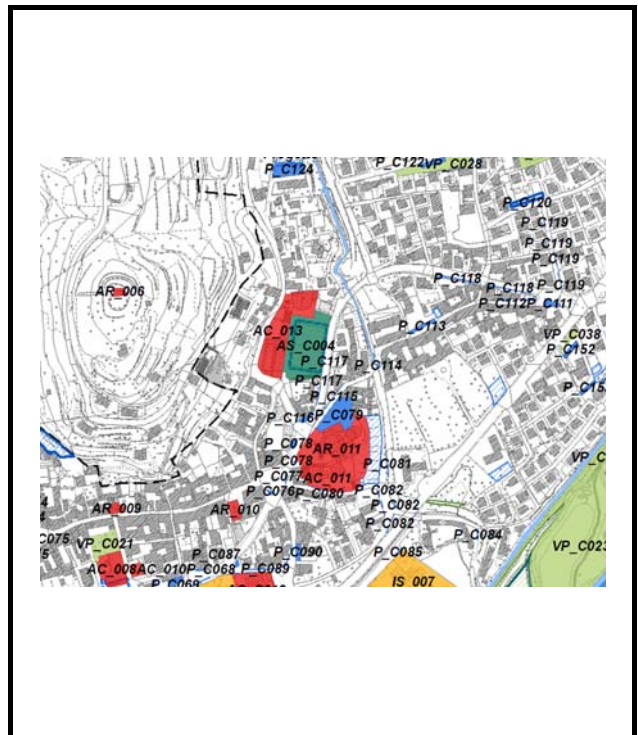 P_C124
P_C122
VP_C028
P_C120
P_C119
P_C119
P_C119
P_C118
P_C118
P_C119
AR_006
P_C112
P_C111
AC_013
P_C113
VP_C038
AS_C004
P_C152
P_C117
P_C114
P_C117
P_C115
P_C116
P_C079
P_C078
AR_011
P_C078
P_C081
P_C077
AC_011
P_C076
P_C080
P_C082
AR_009
AR_010
P_C082
P_C082
P_C084
VP_C021
P_C087
P_C090
P_C085
VP_C023
AC_008
AC_010
P_C068
P_C089
IS_007